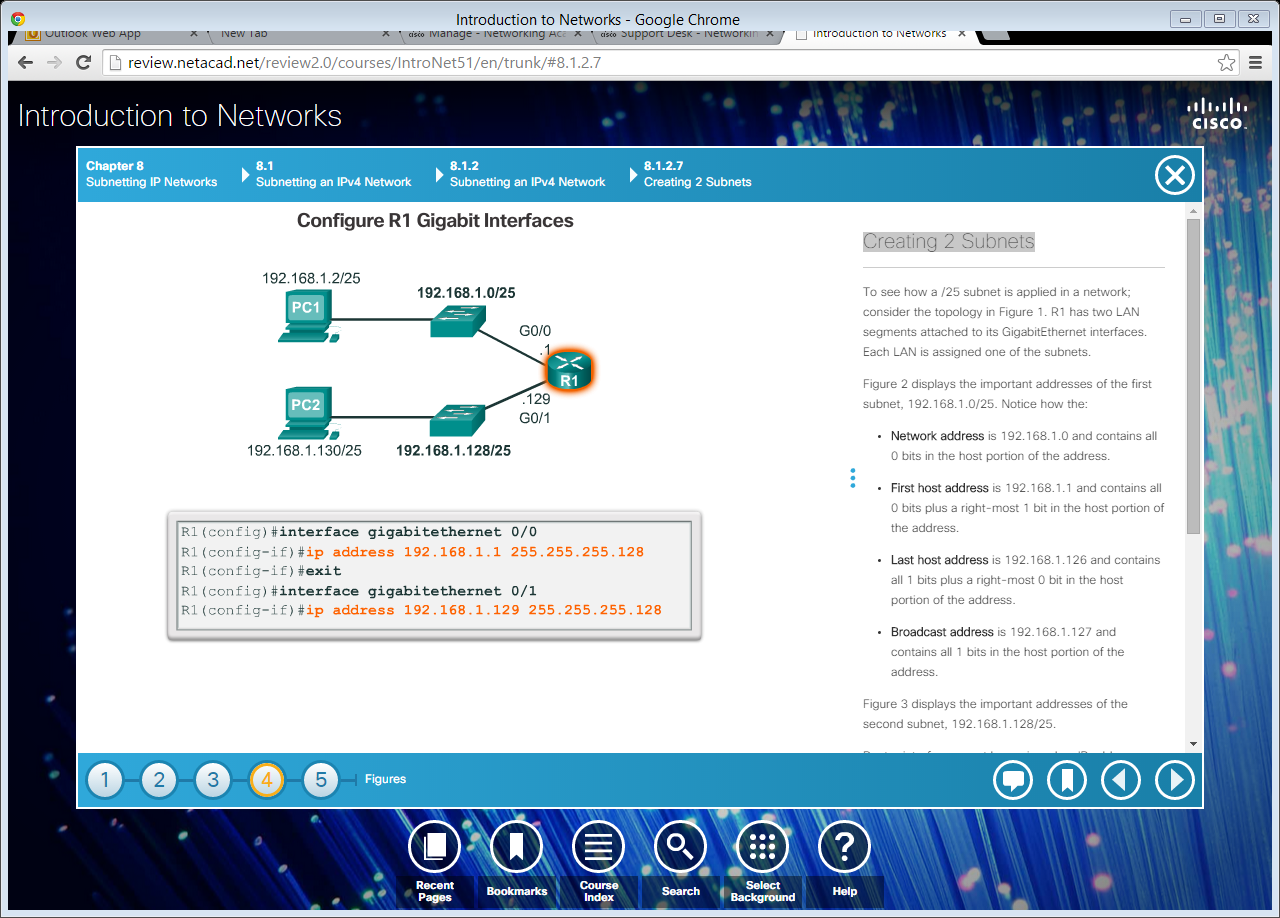 Introduction to Networks - Google Chrome
Outlook Web App
New Tab
Manage - Networking Aca
Support Desk - Networkin
Introduction to Networks
review.netacad.net/review2.0/courses/IntroNet51/en/trunk/#8.1.2.7
Introduction to Networks
CISCO
Chapter 8
Subnetting IP Networks
8.1
Subnetting an IPv4 Network
8.1.2
Subnetting an IPv4 Network
8.1.2.7
Creating 2 Subnets
Configure R1 Gigabit Interfaces
192.168.1.2/25
PC1
192.168.1.0/25
G0/0
.1
R1
.129
G0/1
PC2
192.168.1.130/25
192.168.1.128/25
R1(config)#interface gigabitethernet 0/0
R1(config-if)#ip address 192.168.1.1 255.255.255.128
R1(config-if)#exit
R1(config)#interface gigabitethernet 0/1
R1(config-if)#ip address 192.168.1.129 255.255.255.128
Creating 2 Subnets
To see how a /25 subnet is applied in a network;
consider the topology in Figure 1. R1 has two LAN
segments attached to its GigabitEthernet interfaces.
Each LAN is assigned one of the subnets.
Figure 2 displays the important addresses of the first
subnet, 192.168.1.0/25. Notice how the:
• Network address is 192.168.1.0 and contains all
0 bits in the host portion of the address.
• First host address is 192.168.1.1 and contains all
0 bits plus a right-most 1 bit in the host portion of
the address.
• Last host address is 192.168.1.126 and contains
all 1 bits plus a right-most 0 bit in the host
portion of the address.
• Broadcast address is 192.168.1.127 and
contains all 1 bits in the host portion of the
address.
Figure 3 displays the important addresses of the
second subnet, 192.168.1.128/25.
1 2 3 4 5 Figures
Recent
Pages
Bookmarks
Course
Index
Search
Select
Background
Help